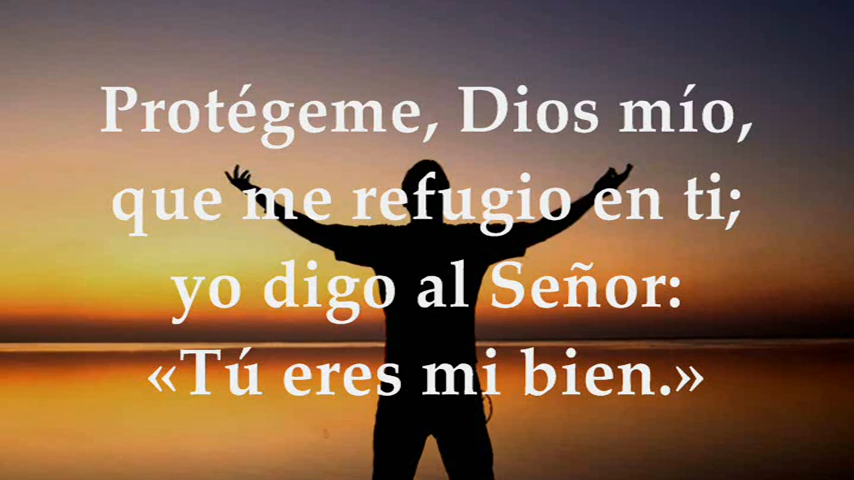 Protégeme, Dios mío,
que me refugio en ti;
yo digo al Señor:
«Tú eres mi bien.»